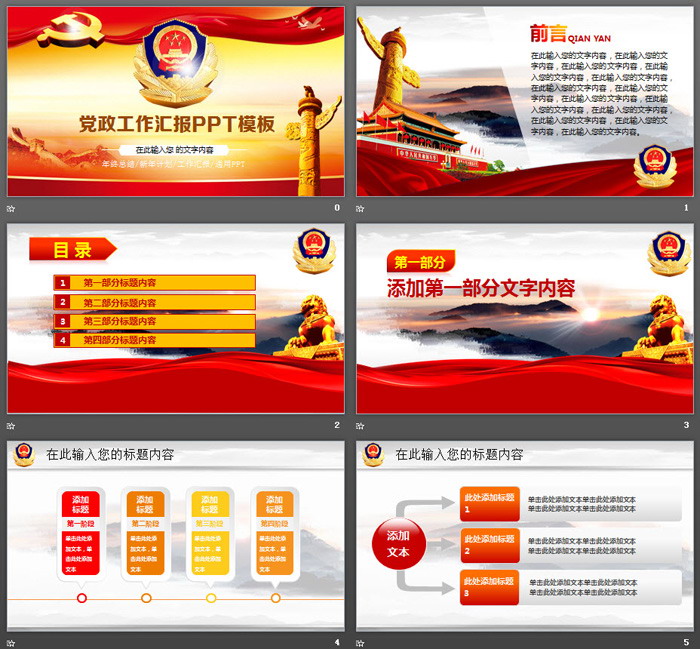 党政工作汇报PPT模板
在此输入您 的文字内容
年终总结/新年计划/工作汇报/通用PPT
0
前言QIAN YAN
在此输入您的文字内容，在此输入您的
文字内容，在此输入您的文字内容，在此输
入您的文字内容，在此输入您的文字内容，
在此输入您的文字内容，在此输入您的文字
内容，在此输入您的文字内容，在此输入您
的文字内容，在此输入您的文字内容，在此
输入您的文字内容，在此输入您的文字内
容，在此输入您的文字内容。
1
目录
1 第一部分标题内容
2 第二部分标题内容
3 第三部分标题内容
4 第四部分标题内容
2
第一部分
添加第一部分文字内容
3
在此输入您的标题内容
添加
标题
第一阶段
单击此处添
加文本，单
击此处添加
文本
添加
标题
第二阶段
单击此处添
加文本，单
击此处添加
文本
添加
标题
第三阶段
单击此处添
加文本，单
击此处添加
文本
添加
标题
第四阶段
单击此处添
加文本，单
击此处添加
文本
4
在此输入您的标题内容
添加
文本
此处添加标题
1
单击此处添加文本单击此处添加文本
单击此处添加文本单击此处添加文本
此处添加标题
2
单击此处添加文本单击此处添加文本
单击此处添加文本单击此处添加文本
此处添加标题
3
单击此处添加文本单击此处添加文本
单击此处添加文本单击此处添加文本
5